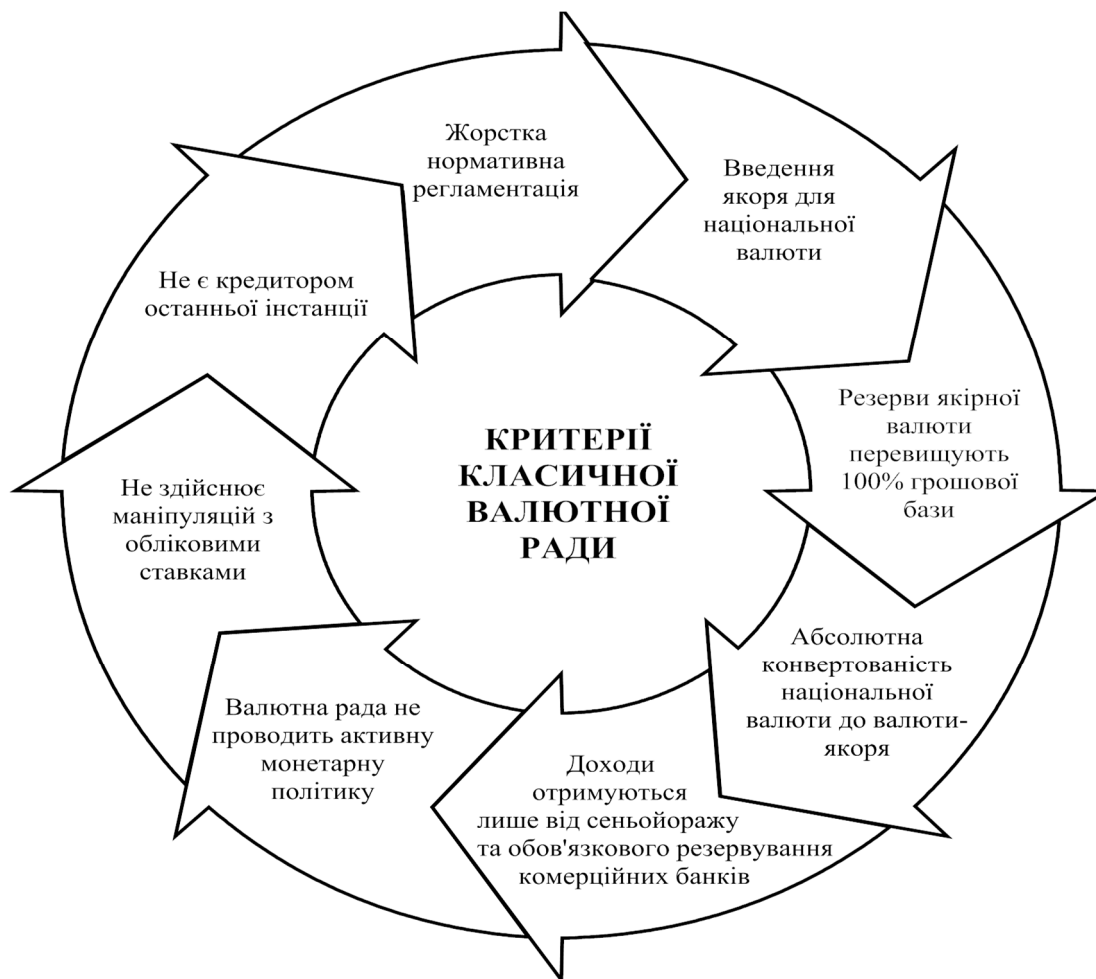 Жорстка
нормативна
регламентація
Введення
якоря для
національної
валюти
Резерви якірної
валюти
перевищують
100% грошової
бази
Абсолютна
конвертованість
національної
валюти до валюти-
якоря
Доходи
отримуються
лише від сеньйоражу
та обов'язкового резервування
комерційних банків
Валютна рада не
проводить активну
монетарну
політику
Не здійснює
маніпуляцій з
обліковими
ставками
Не є кредитором
останньої інстанції
КРИТЕРІЇ
КЛАСИЧНОЇ
ВАЛЮТНОЇ
РАДИ